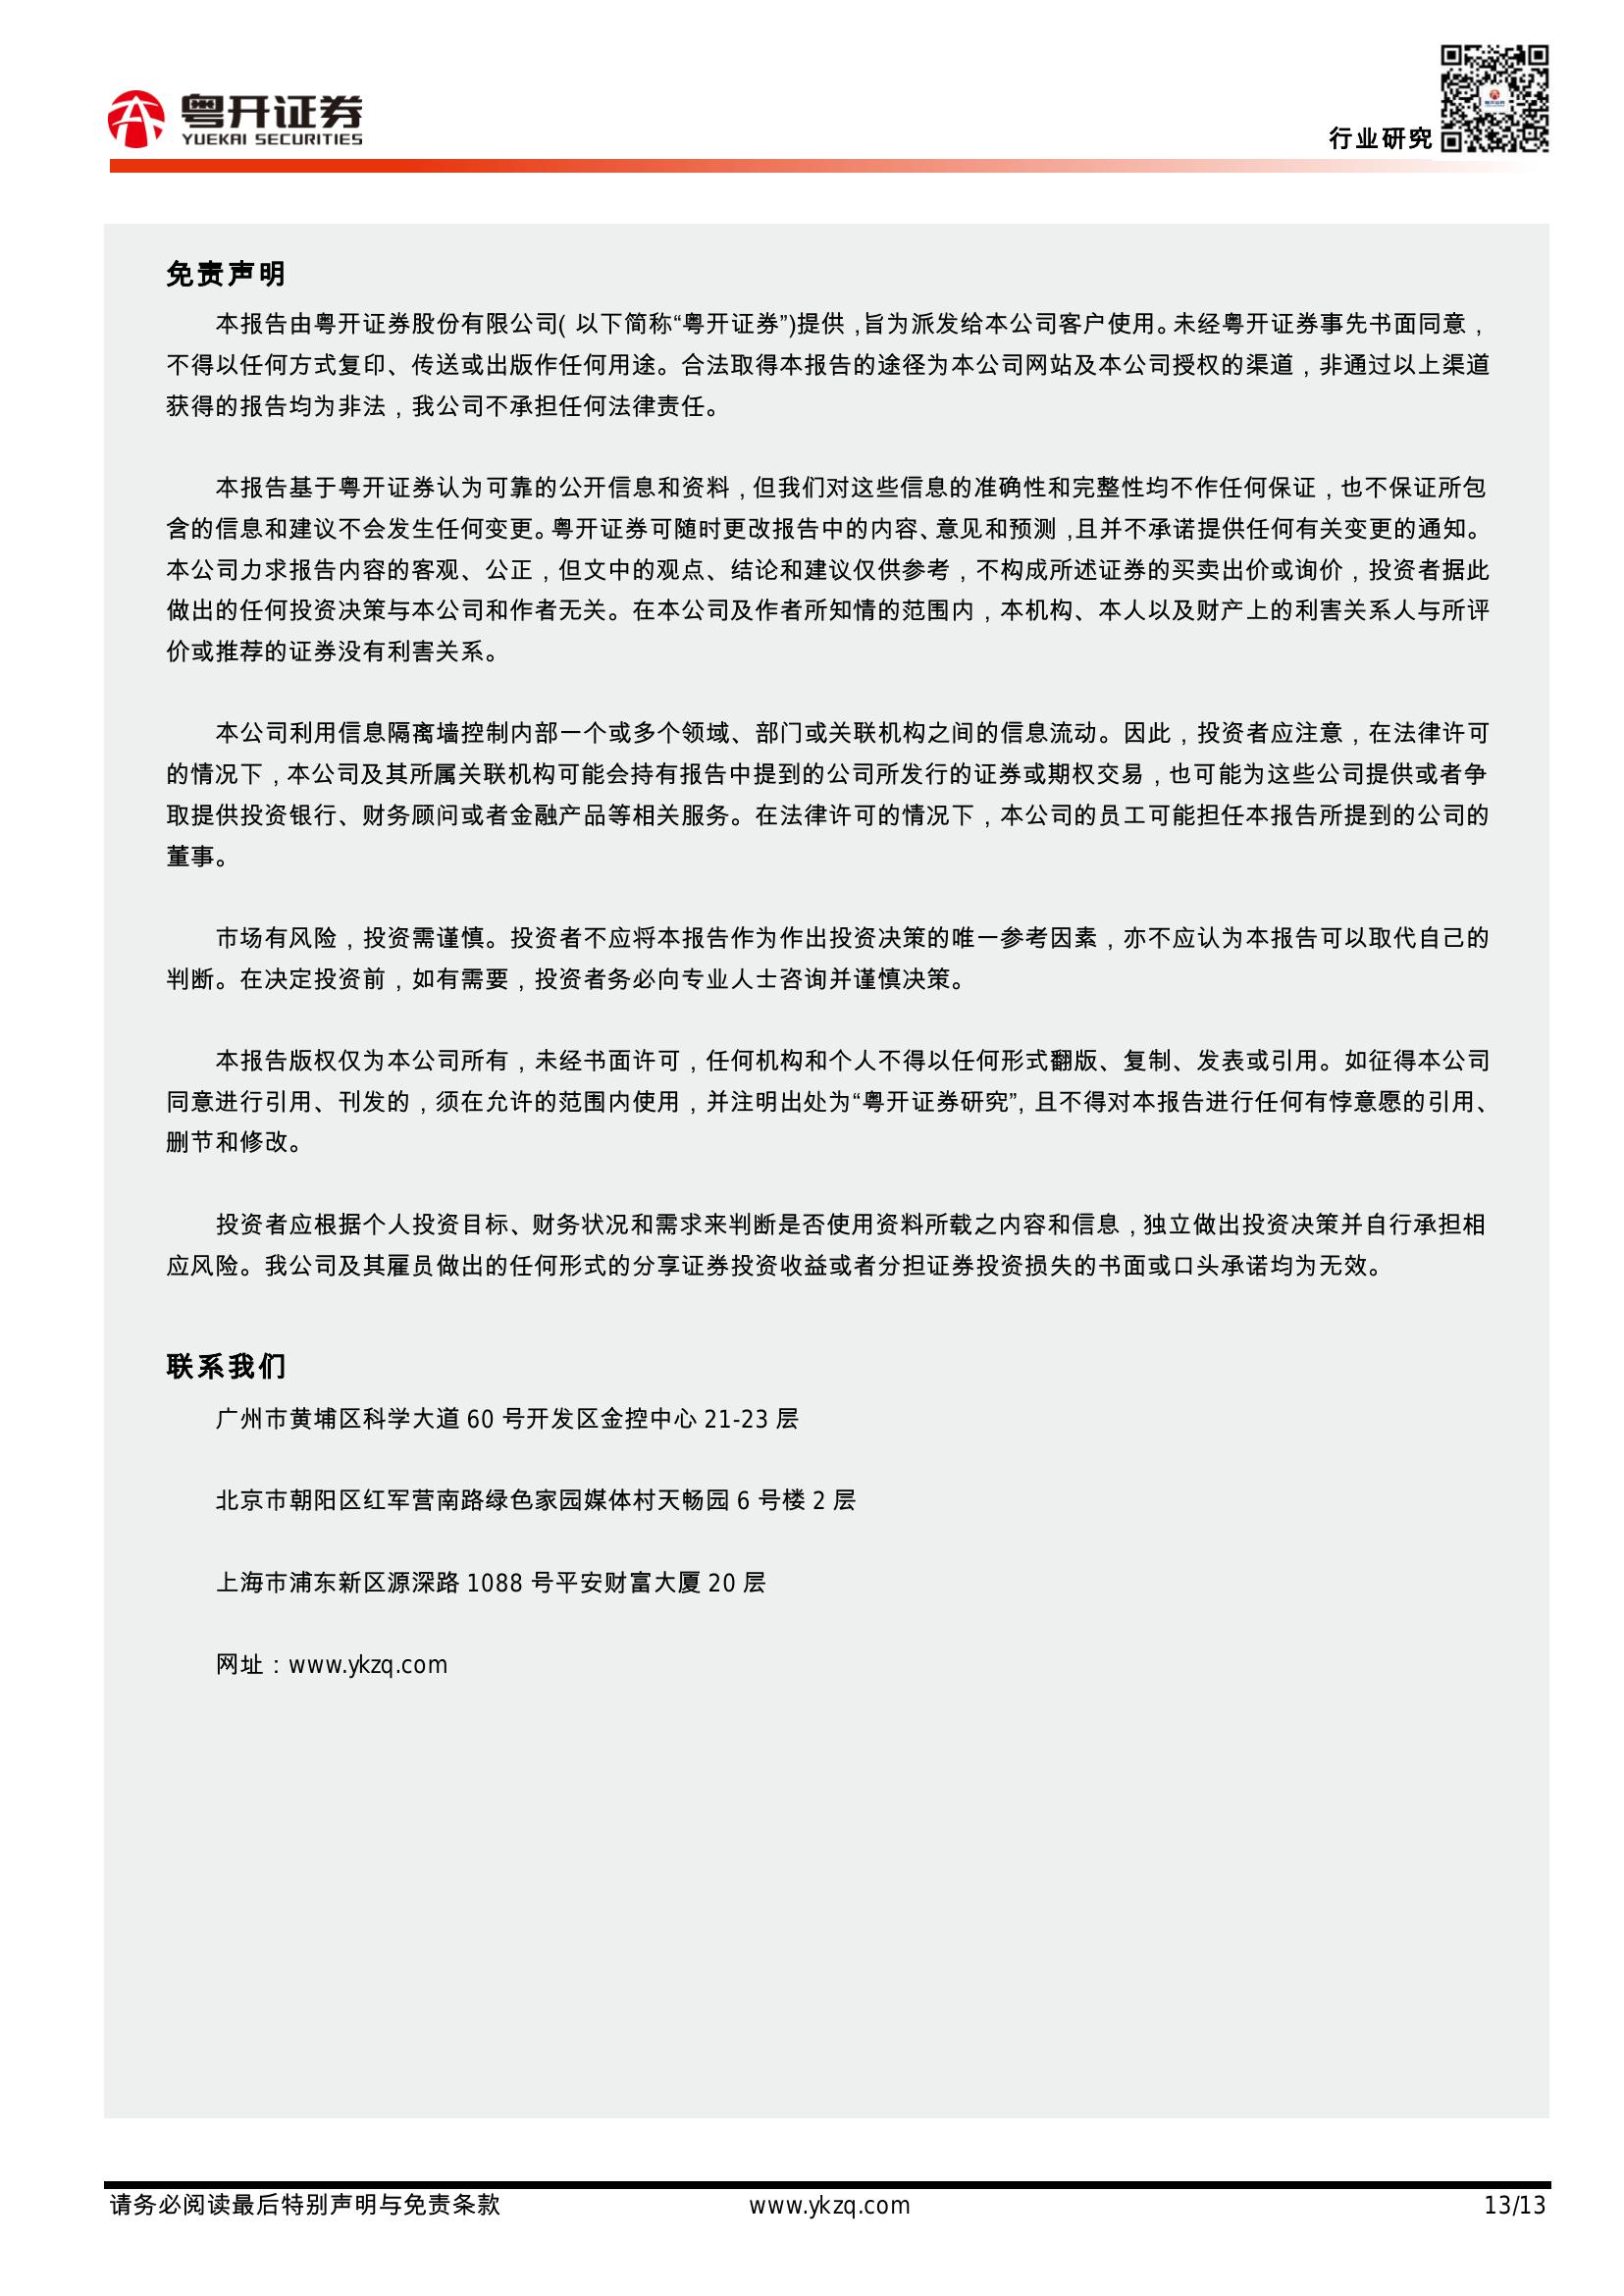 粤开证券
YUEKAI SECURITIES
行业研究
免责声明
本报告由粤开证券股份有限公司( 以下简称“粤开证券”)提供 ,旨为派发给本公司客户使用。未经粤开证券事先书面同意，
不得以任何方式复印、传送或出版作任何用途。合法取得本报告的途径为本公司网站及本公司授权的渠道，非通过以上渠道
获得的报告均为非法，我公司不承担任何法律责任。
本报告基于粤开证券认为可靠的公开信息和资料，但我们对这些信息的准确性和完整性均不作任何保证，也不保证所包
含的信息和建议不会发生任何变更。粤开证券可随时更改报告中的内容、意见和预测，且并不承诺提供任何有关变更的通知。
本公司力求报告内容的客观、公正，但文中的观点、结论和建议仅供参考，不构成所述证券的买卖出价或询价，投资者据此
做出的任何投资决策与本公司和作者无关。在本公司及作者所知情的范围内，本机构、本人以及财产上的利害关系人与所评
价或推荐的证券没有利害关系。
本公司利用信息隔离墙控制内部一个或多个领域、部门或关联机构之间的信息流动。因此，投资者应注意，在法律许可
的情况下，本公司及其所属关联机构可能会持有报告中提到的公司所发行的证券或期权交易，也可能为这些公司提供或者争
取提供投资银行、财务顾问或者金融产品等相关服务。在法律许可的情况下，本公司的员工可能担任本报告所提到的公司的
董事。
市场有风险，投资需谨慎。投资者不应将本报告作为作出投资决策的唯一参考因素，亦不应认为本报告可以取代自己的
判断。在决定投资前，如有需要，投资者务必向专业人士咨询并谨慎决策。
本报告版权仅为本公司所有，未经书面许可，任何机构和个人不得以任何形式翻版、复制、发表或引用。如征得本公司
同意进行引用、刊发的，须在允许的范围内使用，并注明出处为“粤开证券研究”, 且不得对本报告进行任何有悖意愿的引用、
删节和修改。
投资者应根据个人投资目标、财务状况和需求来判断是否使用资料所载之内容和信息，独立做出投资决策并自行承担相
应风险。我公司及其雇员做出的任何形式的分享证券投资收益或者分担证券投资损失的书面或口头承诺均为无效。
联系我们
广州市黄埔区科学大道 60 号开发区金控中心 21-23 层
北京市朝阳区红军营南路绿色家园媒体村天畅园 6 号楼 2 层
上海市浦东新区源深路 1088 号平安财富大厦 20 层
网址：www.ykzq.com
请务必阅读最后特别声明与免责条款
www.ykzq.com
13/13